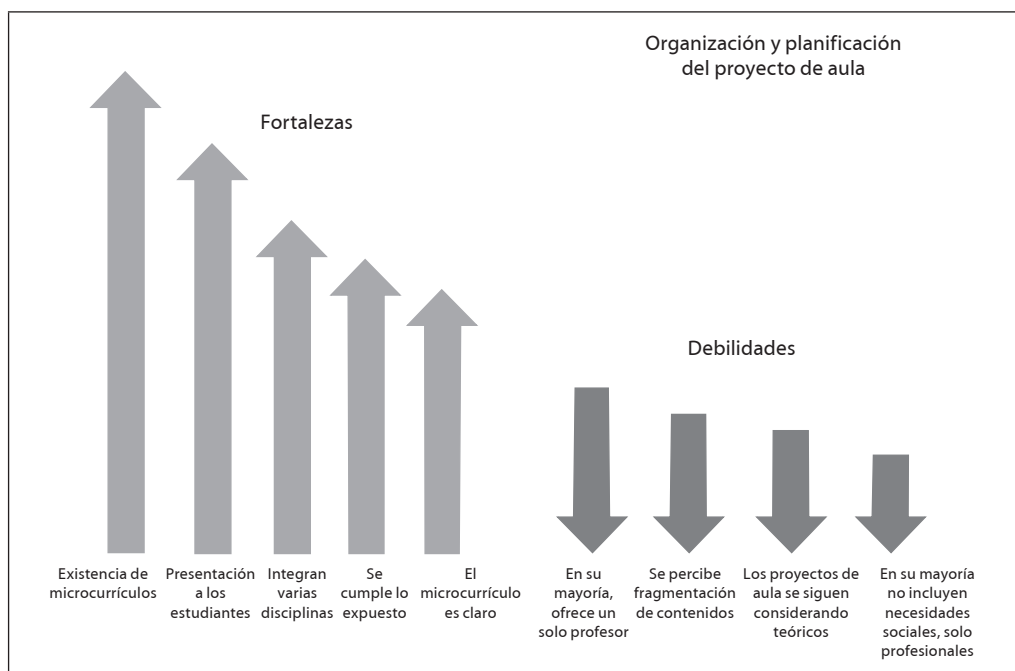 Organización y planificación
del proyecto de aula
Fortalezas
Debilidades
Existencia de
microcurrículos
Presentación
a los
estudiantes
Integran
varias
disciplinas
Se
cumple lo
expuesto
El
microcurrículo
es claro
En su
mayoría,
ofrece un
solo profesor
Se percibe
fragmentación
de contenidos
Los proyectos de
aula se siguen
considerando
teóricos
En su mayoría
no incluyen
necesidades
sociales, solo
profesionales